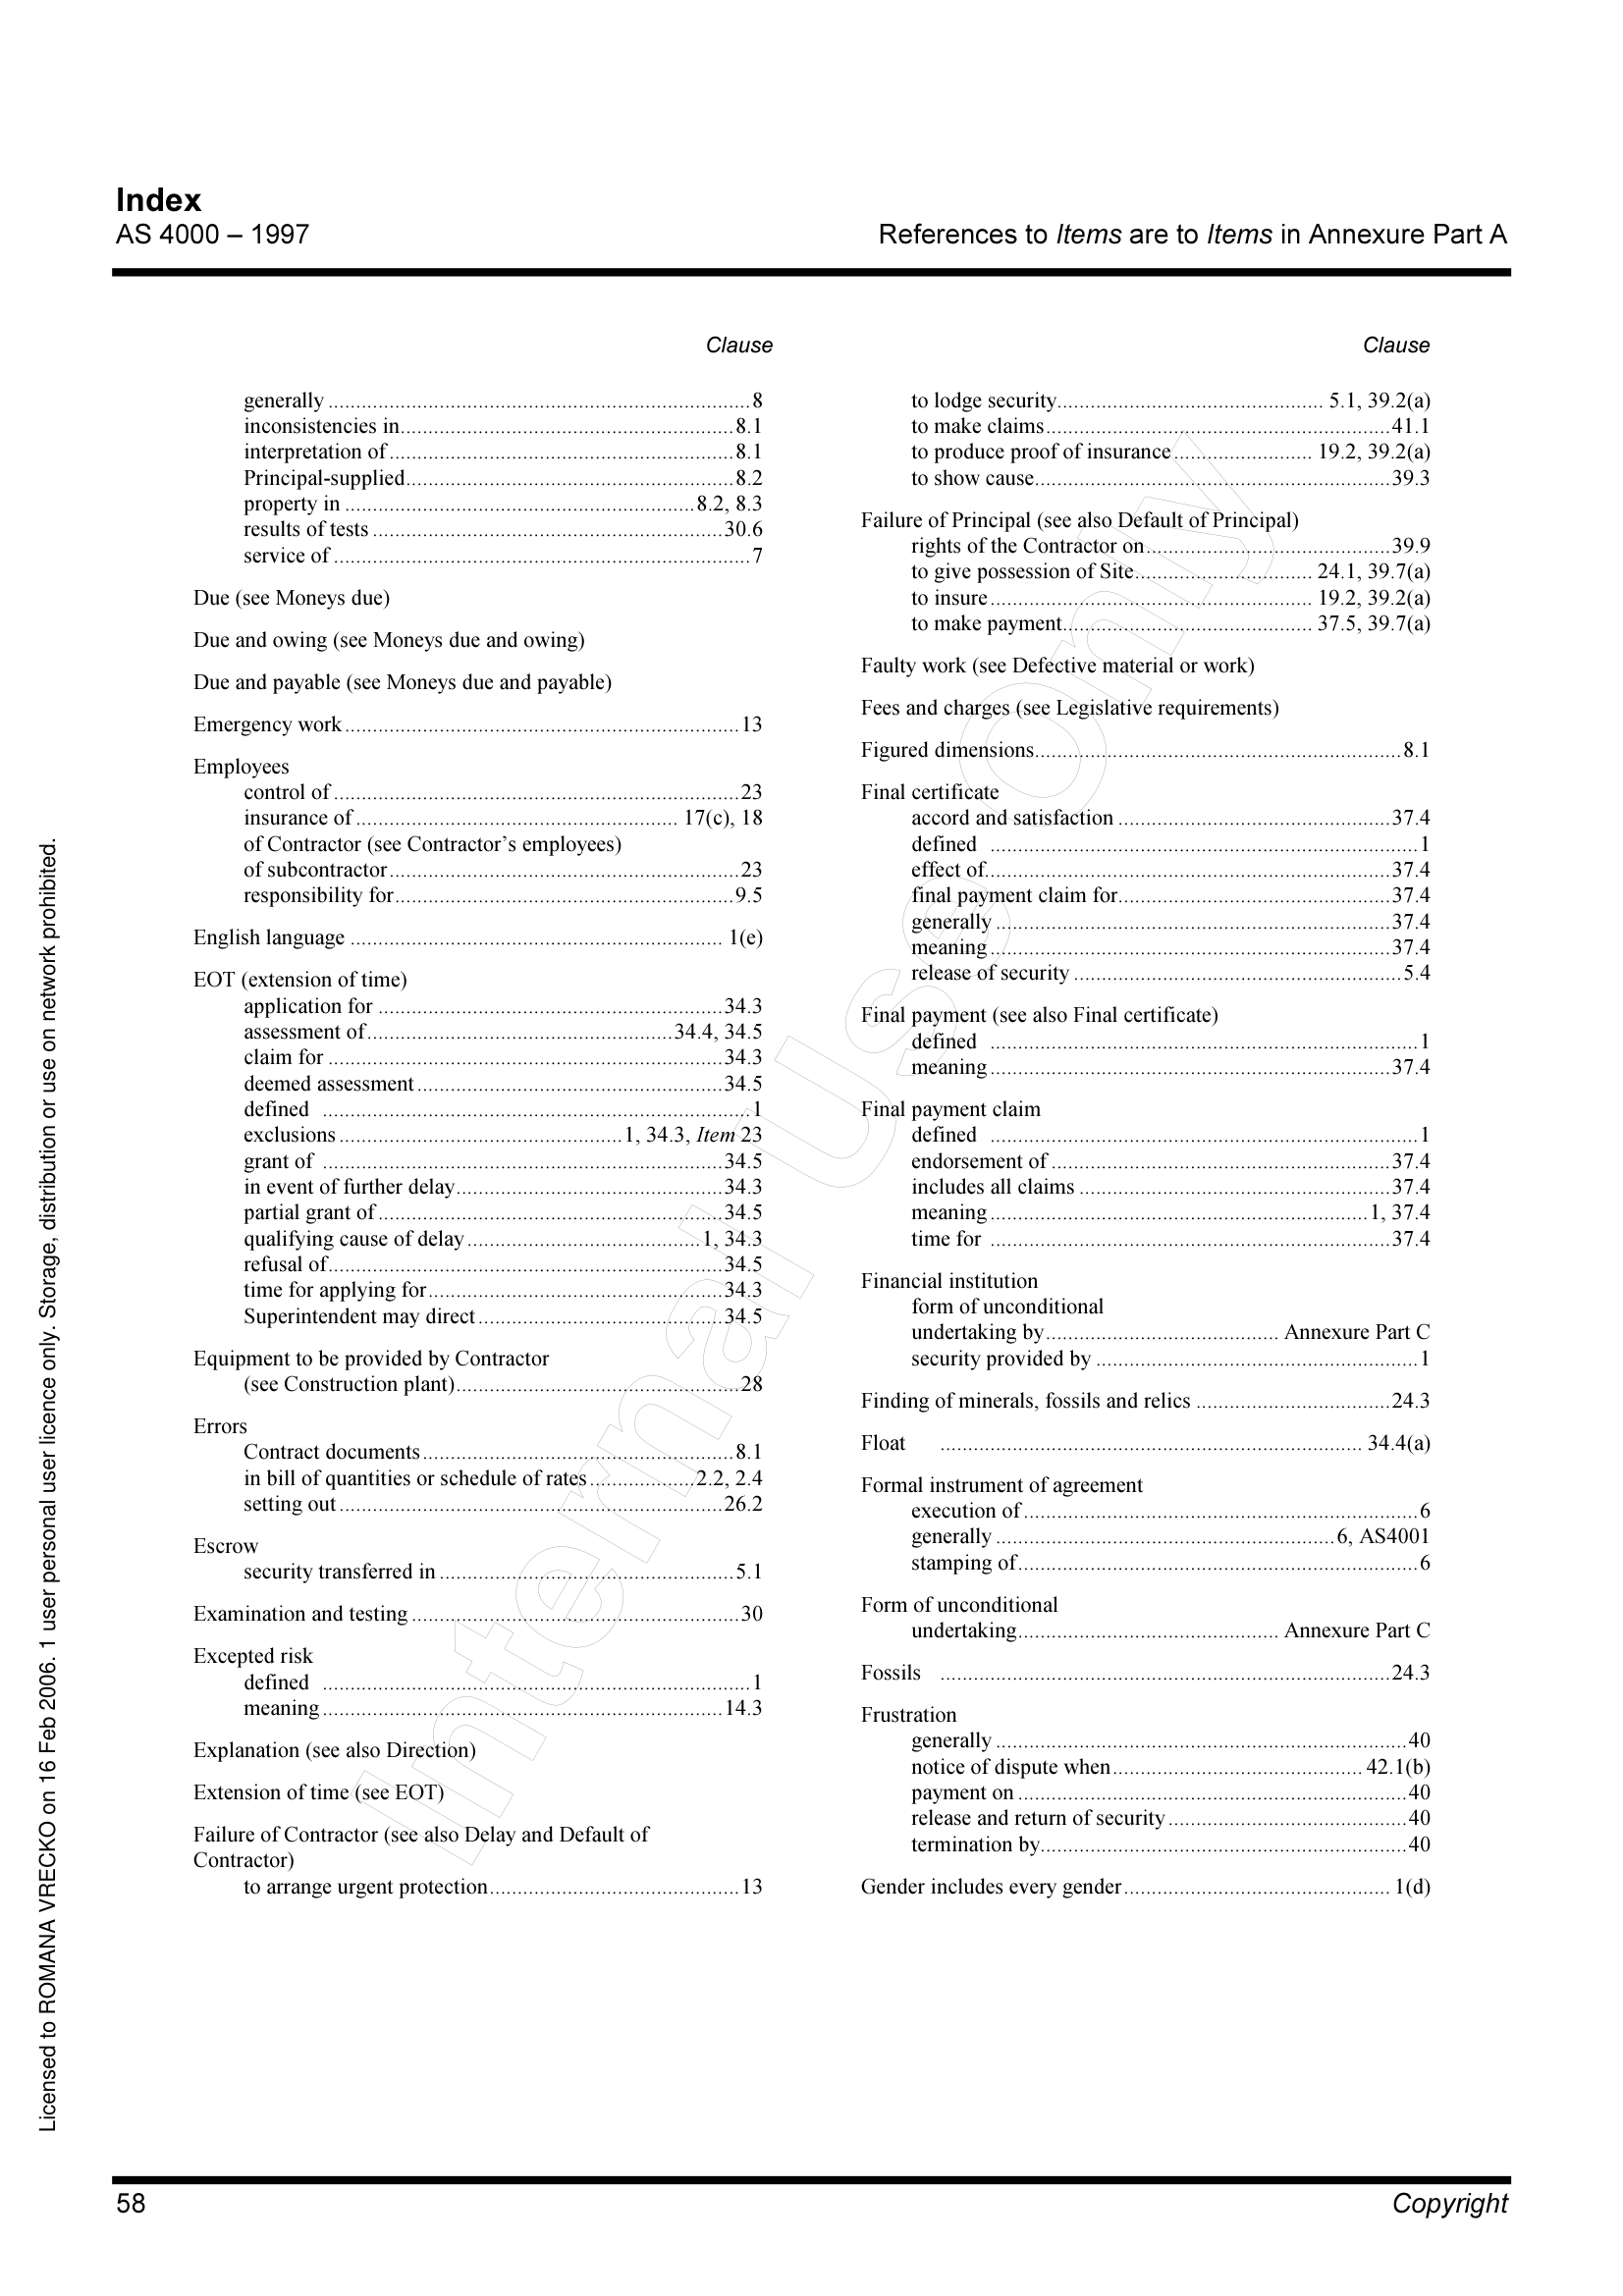 Index
AS 4000 – 1997
References to Items are to Items in Annexure Part A
Clause
generally ........ 8
inconsistencies in ........ 8.1
interpretation of ........ 8.1
Principal-supplied ........ 8.2
property in ........ 8.2, 8.3
results of tests ........ 30.6
service of ........ 7
Due (see Moneys due)
Due and owing (see Moneys due and owing)
Due and payable (see Moneys due and payable)
Emergency work ........ 13
Employees
control of ........ 23
insurance of ........ 17(c), 18
of Contractor (see Contractor’s employees)
of subcontractor ........ 23
responsibility for ........ 9.5
English language ........ 1(e)
EOT (extension of time)
application for ........ 34.3
assessment of ........ 34.4, 34.5
claim for ........ 34.3
deemed assessment ........ 34.5
defined ........ 1
exclusions ........ 1, 34.3, Item 23
grant of ........ 34.5
in event of further delay ........ 34.3
partial grant of ........ 34.5
qualifying cause of delay ........ 1, 34.3
refusal of ........ 34.5
time for applying for ........ 34.3
Superintendent may direct ........ 34.5
Equipment to be provided by Contractor
(see Construction plant) ........ 28
Errors
Contract documents ........ 8.1
in bill of quantities or schedule of rates ........ 2.2, 2.4
setting out ........ 26.2
Escrow
security transferred in ........ 5.1
Examination and testing ........ 30
Excepted risk
defined ........ 1
meaning ........ 14.3
Explanation (see also Direction)
Extension of time (see EOT)
Failure of Contractor (see also Delay and Default of
Contractor)
to arrange urgent protection ........ 13
Clause
to lodge security ........ 5.1, 39.2(a)
to make claims ........ 41.1
to produce proof of insurance ........ 19.2, 39.2(a)
to show cause ........ 39.3
Failure of Principal (see also Default of Principal)
rights of the Contractor on ........ 39.9
to give possession of Site ........ 24.1, 39.7(a)
to insure ........ 19.2, 39.2(a)
to make payment ........ 37.5, 39.7(a)
Faulty work (see Defective material or work)
Fees and charges (see Legislative requirements)
Figured dimensions ........ 8.1
Final certificate
accord and satisfaction ........ 37.4
defined ........ 1
effect of ........ 37.4
final payment claim for ........ 37.4
generally ........ 37.4
meaning ........ 37.4
release of security ........ 5.4
Final payment (see also Final certificate)
defined ........ 1
meaning ........ 37.4
Final payment claim
defined ........ 1
endorsement of ........ 37.4
includes all claims ........ 37.4
meaning ........ 1, 37.4
time for ........ 37.4
Financial institution
form of unconditional
undertaking by ........ Annexure Part C
security provided by ........ 1
Finding of minerals, fossils and relics ........ 24.3
Float ........ 34.4(a)
Formal instrument of agreement
execution of ........ 6
generally ........ 6, AS4001
stamping of ........ 6
Form of unconditional
undertaking ........ Annexure Part C
Fossils ........ 24.3
Frustration
generally ........ 40
notice of dispute when ........ 42.1(b)
payment on ........ 40
release and return of security ........ 40
termination by ........ 40
Gender includes every gender ........ 1(d)
Internal Use Only
Licensed to ROMANA VRECKO on 16 Feb 2006. 1 user personal user licence only. Storage, distribution or use on network prohibited.
58
Copyright